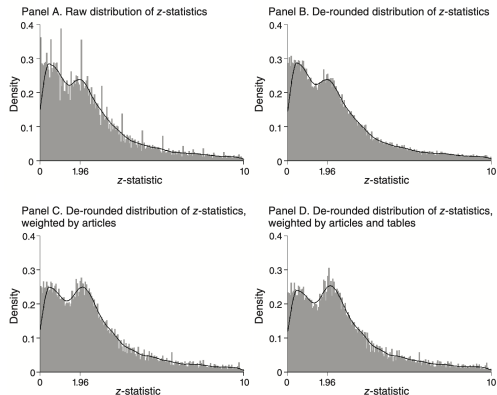 Panel A. Raw distribution of z-statistics
0.4
0.3
0.2
0.1
0
Density
0
1.96
10
z-statistic
Panel B. De-rounded distribution of z-statistics
0.4
0.3
0.2
0.1
0
Density
0
1.96
10
z-statistic
Panel C. De-rounded distribution of z-statistics,
weighted by articles
0.4
0.3
0.2
0.1
0
Density
0
1.96
10
z-statistic
Panel D. De-rounded distribution of z-statistics,
weighted by articles and tables
0.4
0.3
0.2
0.1
0
Density
0
1.96
10
z-statistic